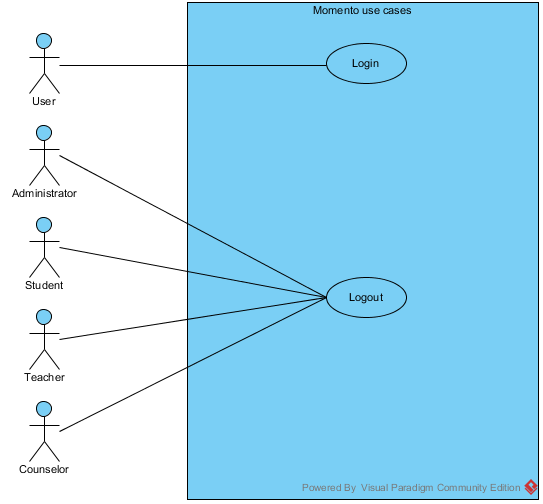 Momento use cases
Login
User
Administrator
Student
Logout
Teacher
Counselor
Powered By Visual Paradigm Community Edition